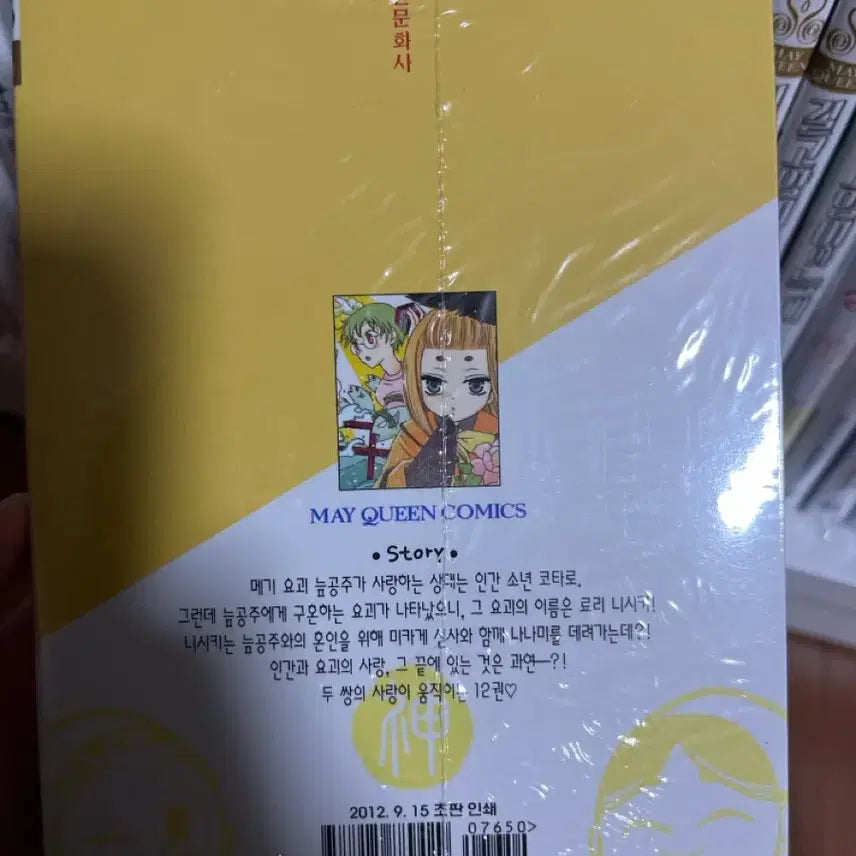 문화사
MAY QUEEN COMICS
• Story •
메기 요괴 늪공주가 사랑하는 상대는 인간 소년 코타로.
그런데 늪공주에게 구혼하는 요괴가 나타났으니, 그 요괴의 이름은 료리 니시키!
니시키는 늪공주와의 혼인을 위해 미카게 신사와 함께 나나미를 데려가는데?!
인간과 요괴의 사랑, 그 끝에 있는 것은 과연—?!
두 쌍의 사랑이 움직이는 12권♡
神
2012. 9. 15 초판 인쇄
07650>
MAY
QUEEN